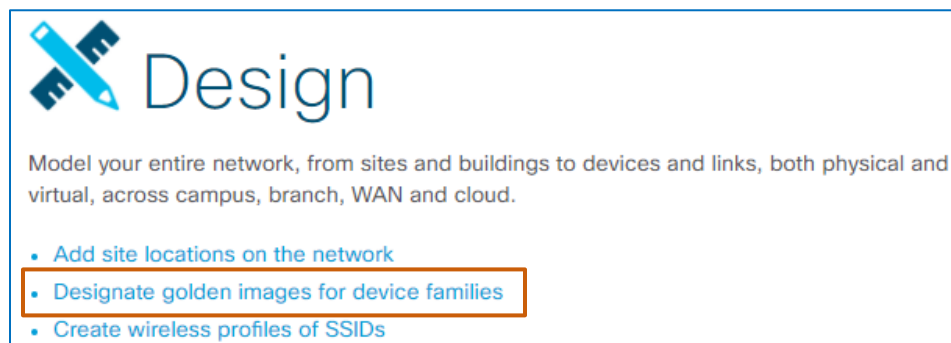 Design
Model your entire network, from sites and buildings to devices and links, both physical and
virtual, across campus, branch, WAN and cloud.
• Add site locations on the network
• Designate golden images for device families
• Create wireless profiles of SSIDs